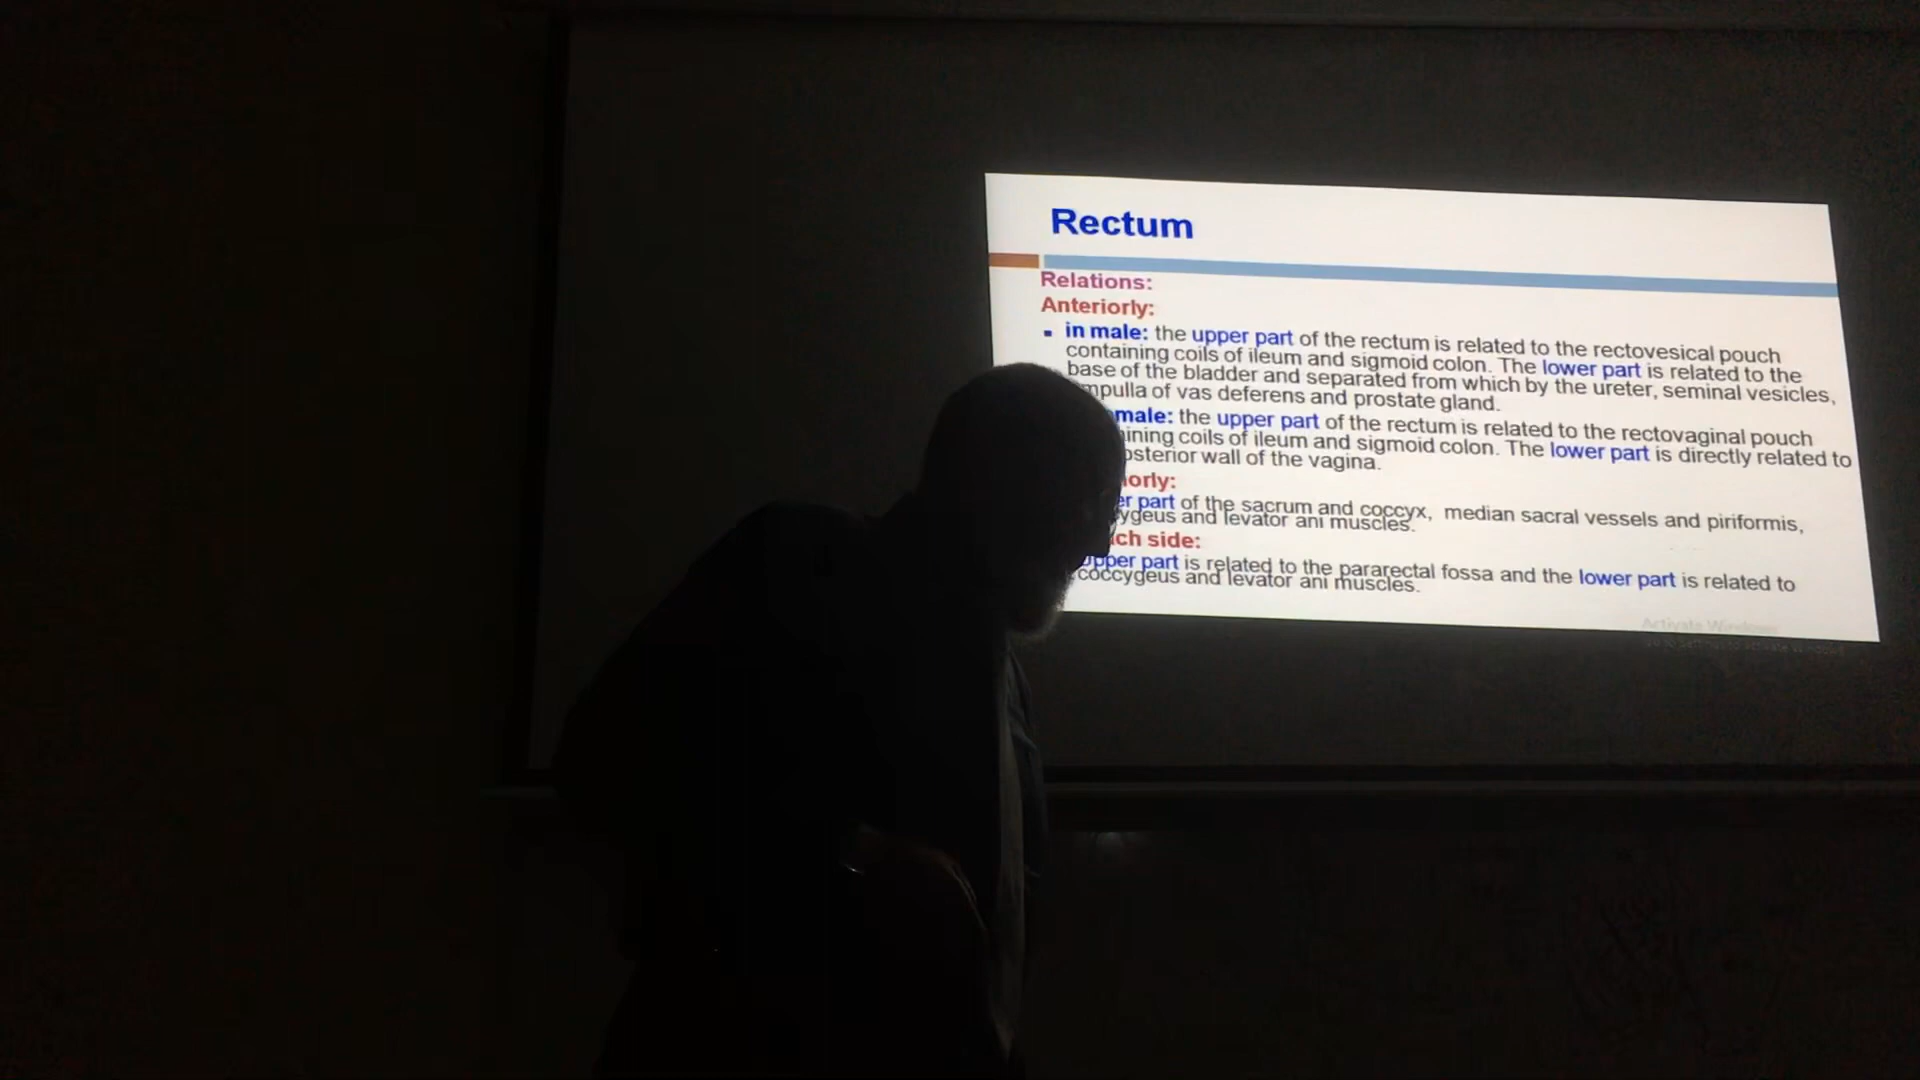 Rectum
Relations:
Anteriorly:
▪ in male: the upper part of the rectum is related to the rectovesical pouch
containing coils of ileum and sigmoid colon. The lower part is related to the
base of the bladder and separated from which by the ureter, seminal vesicles,
mpulla of vas deferens and prostate gland.
male: the upper part of the rectum is related to the rectovaginal pouch
ining coils of ileum and sigmoid colon. The lower part is directly related to
osterior wall of the vagina.
iorly:
er part of the sacrum and coccyx, median sacral vessels and piriformis,
ygeus and levator ani muscles.
ch side:
upper part is related to the pararectal fossa and the lower part is related to
coccygeus and levator ani muscles.
Activate Windows